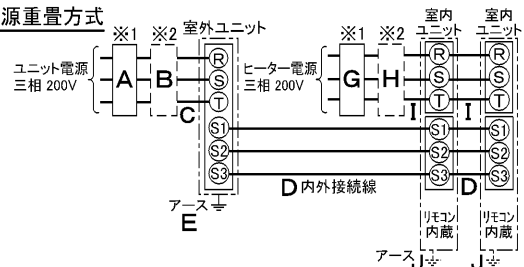 源重畳方式
※1 ※2 室外ユニット
ユニット電源
三相 200V
A
B
C
R
S
T
S1
S2
S3
アース
E
D 内外接続線
※1 ※2
ヒーター電源
三相 200V
G
H
I
I
室内
ユニット
室内
ユニット
R
S
T
S1
S2
S3
R
S
T
S1
S2
S3
D
リモコン
内蔵
リモコン
内蔵
アース
J
J